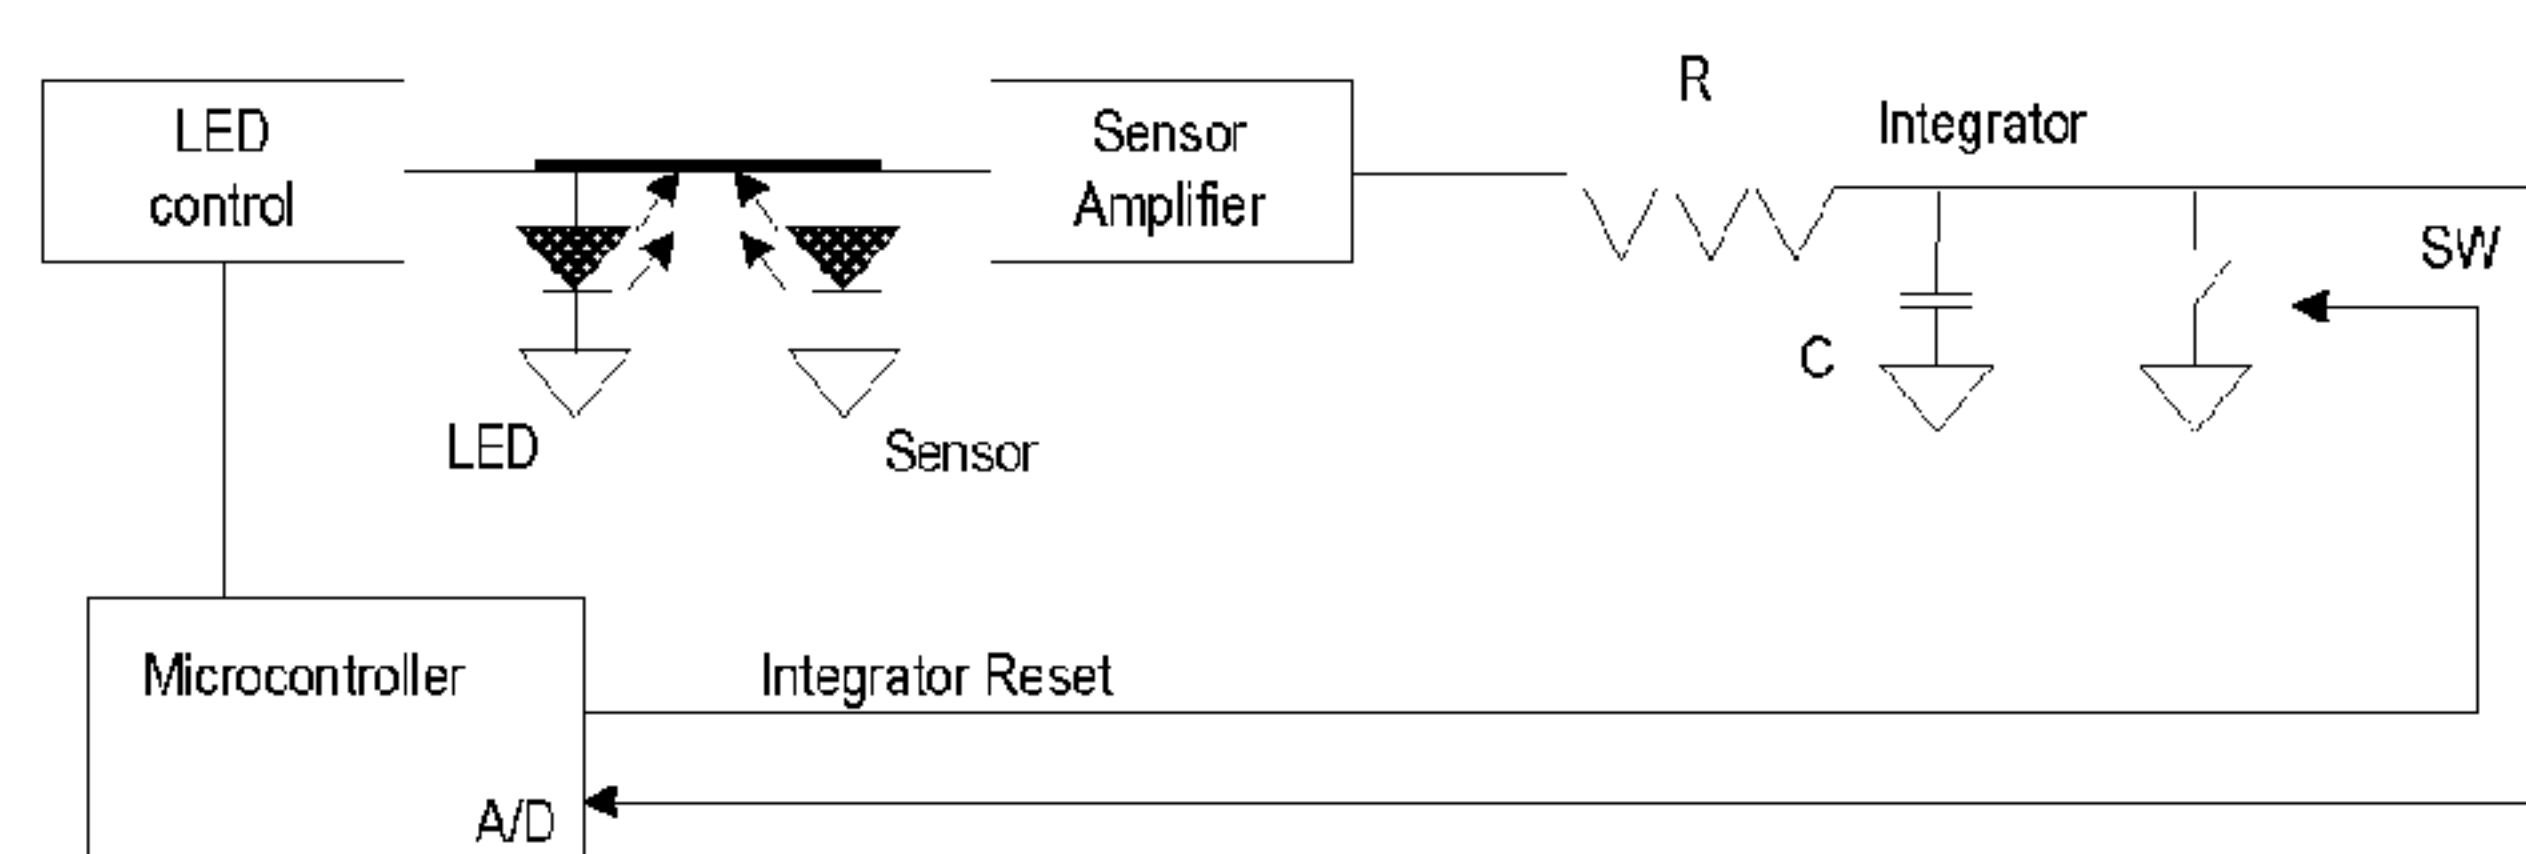 LED
control
Sensor
Amplifier
R
Integrator
SW
C
LED
Sensor
Microcontroller
Integrator Reset
A/D